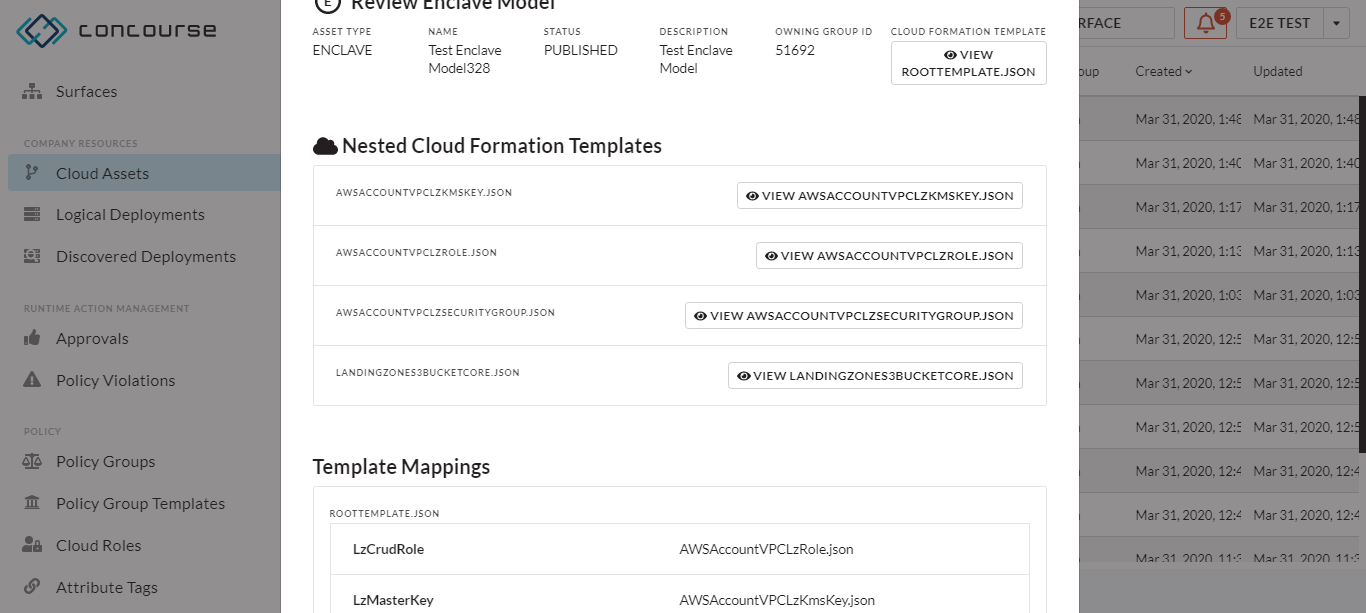 concourse
Surfaces
COMPANY RESOURCES
Cloud Assets
Logical Deployments
Discovered Deployments
RUNTIME ACTION MANAGEMENT
Approvals
Policy Violations
POLICY
Policy Groups
Policy Group Templates
Cloud Roles
Attribute Tags
E Review Enclave Model
ASSET TYPE
ENCLAVE
NAME
Test Enclave
Model328
STATUS
PUBLISHED
DESCRIPTION
Test Enclave
Model
OWNING GROUP ID
51692
CLOUD FORMATION TEMPLATE
VIEW
ROOTTEMPLATE.JSON
Nested Cloud Formation Templates
AWSACCOUNTVPCLZKMSKEY.JSON VIEW AWSACCOUNTVPCLZKMSKEY.JSON
AWSACCOUNTVPCLZROLE.JSON VIEW AWSACCOUNTVPCLZROLE.JSON
AWSACCOUNTVPCLZSECURITYGROUP.JSON VIEW AWSACCOUNTVPCLZSECURITYGROUP.JSON
LANDINGZONES3BUCKETCORE.JSON VIEW LANDINGZONES3BUCKETCORE.JSON
Template Mappings
ROOTTEMPLATE.JSON
LzCrudRole AWSAccountVPCLzRole.json
LzMasterKey AWSAccountVPCLzKmsKey.json
RFACE 5 E2E TEST
oup Created Updated
Mar 31, 2020, 1:48 Mar 31, 2020, 1:48
Mar 31, 2020, 1:40 Mar 31, 2020, 1:40
Mar 31, 2020, 1:17 Mar 31, 2020, 1:17
Mar 31, 2020, 1:13 Mar 31, 2020, 1:13
Mar 31, 2020, 1:03 Mar 31, 2020, 1:03
Mar 31, 2020, 12:5 Mar 31, 2020, 12:5
Mar 31, 2020, 12:5 Mar 31, 2020, 12:5
Mar 31, 2020, 12:5 Mar 31, 2020, 12:5
Mar 31, 2020, 12:4 Mar 31, 2020, 12:4
Mar 31, 2020, 12:4 Mar 31, 2020, 12:4
Mar 31, 2020, 11:3 Mar 31, 2020, 11:3